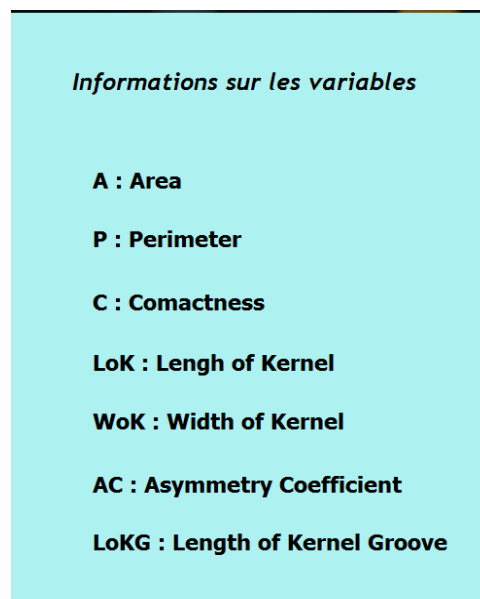 Informations sur les variables
A : Area
P : Perimeter
C : Comactness
LoK : Lengh of Kernel
WoK : Width of Kernel
AC : Asymmetry Coefficient
LoKG : Length of Kernel Groove